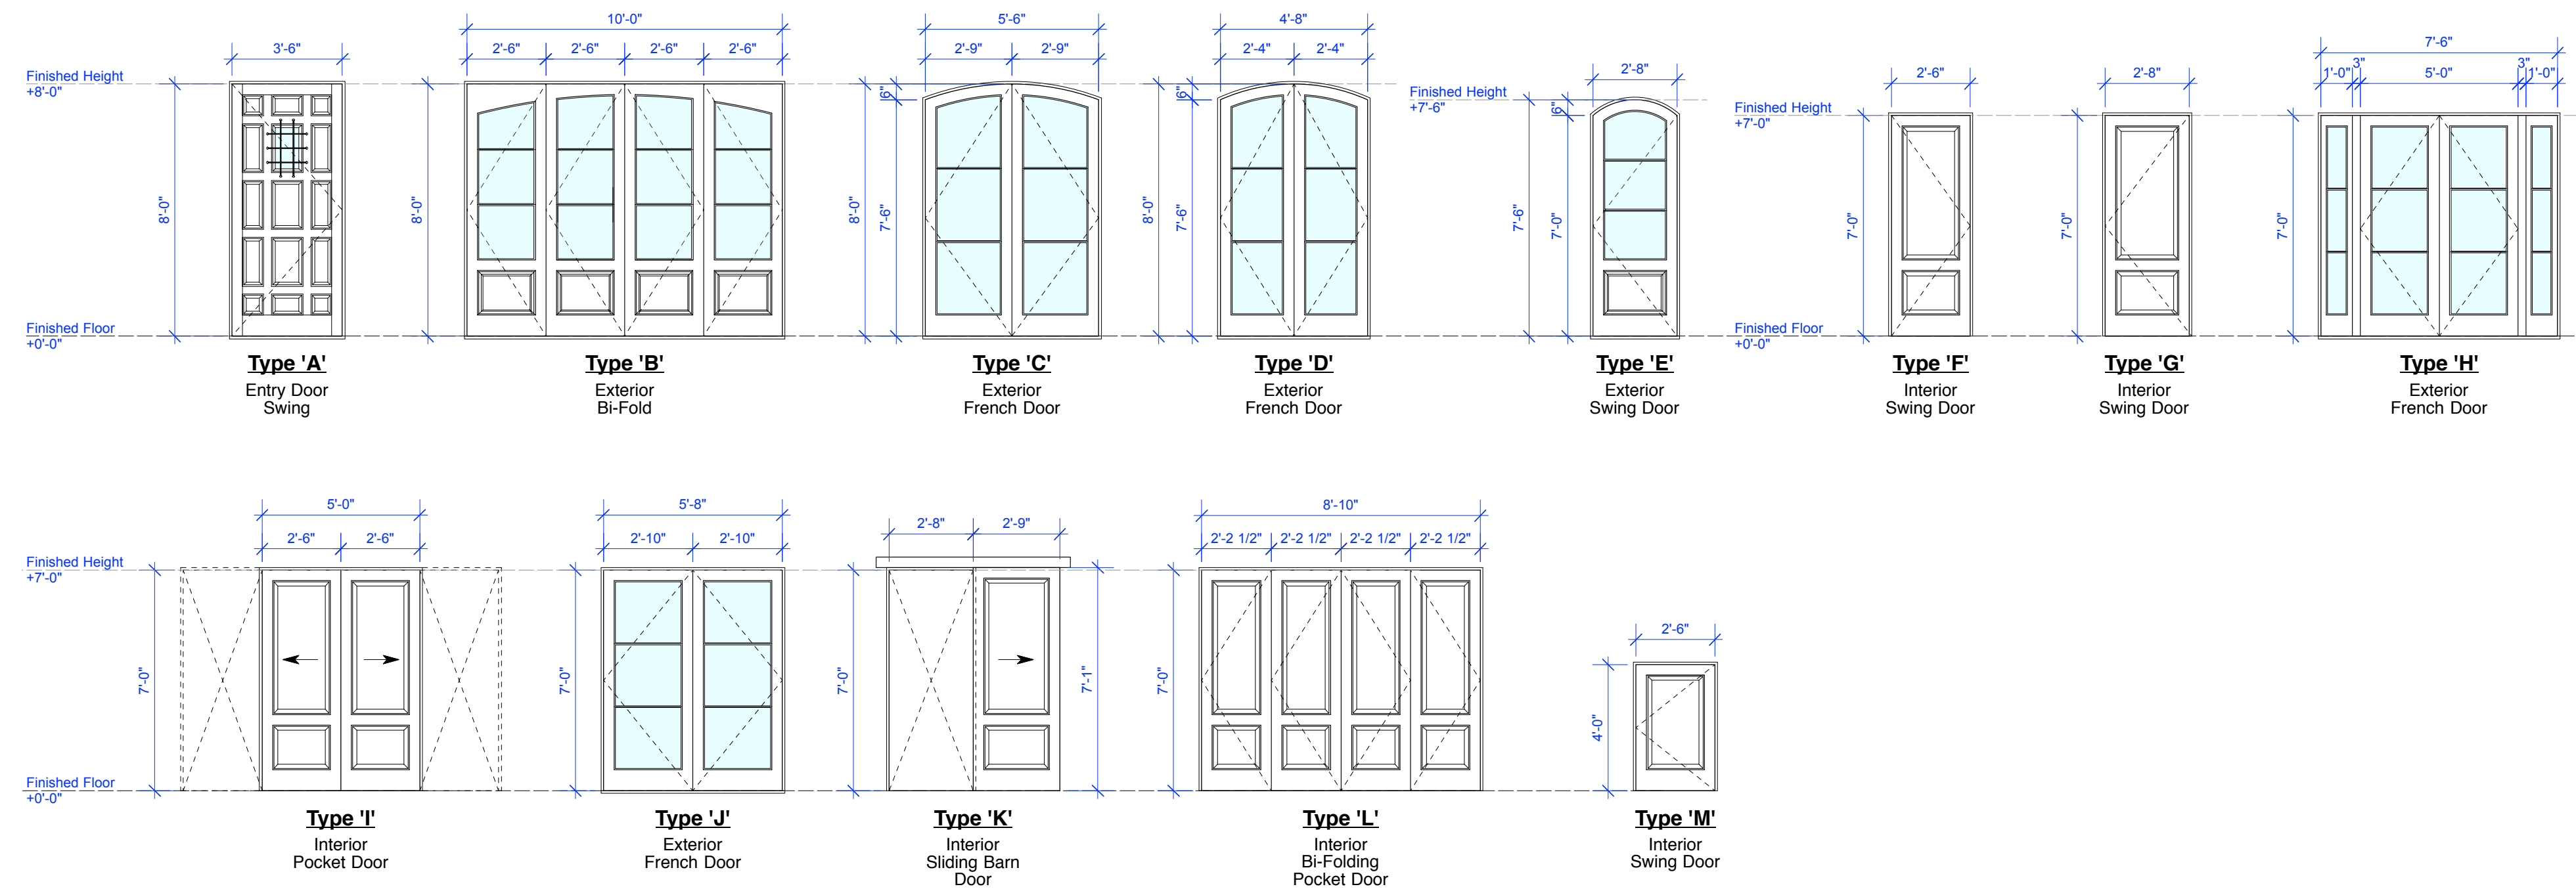 10'-0"
5'-6"
4'-8"
7'-6"
3'-6"
2'-6"
2'-6"
2'-6"
2'-6"
2'-9"
2'-9"
2'-4"
2'-4"
2'-8"
2'-6"
2'-8"
1'-0"
3"
5'-0"
3"
1'-0"
Finished Height
+8'-0"
Finished Height
+7'-6"
Finished Height
+7'-0"
8'-0"
8'-0"
8'-0"
6"
7'-6"
8'-0"
6"
7'-6"
7'-6"
6"
7'-0"
7'-0"
7'-0"
7'-0"
Finished Floor
+0'-0"
Finished Floor
+0'-0"
Type 'A'
Entry Door
Swing
Type 'B'
Exterior
Bi-Fold
Type 'C'
Exterior
French Door
Type 'D'
Exterior
French Door
Type 'E'
Exterior
Swing Door
Type 'F'
Interior
Swing Door
Type 'G'
Interior
Swing Door
Type 'H'
Exterior
French Door
5'-0"
5'-8"
8'-10"
2'-6"
2'-6"
2'-10"
2'-10"
2'-8"
2'-9"
2'-2 1/2"
2'-2 1/2"
2'-2 1/2"
2'-2 1/2"
2'-6"
Finished Height
+7'-0"
7'-0"
7'-0"
7'-0"
7'-1"
7'-0"
4'-0"
Finished Floor
+0'-0"
Type 'I'
Interior
Pocket Door
Type 'J'
Exterior
French Door
Type 'K'
Interior
Sliding Barn
Door
Type 'L'
Interior
Bi-Folding
Pocket Door
Type 'M'
Interior
Swing Door